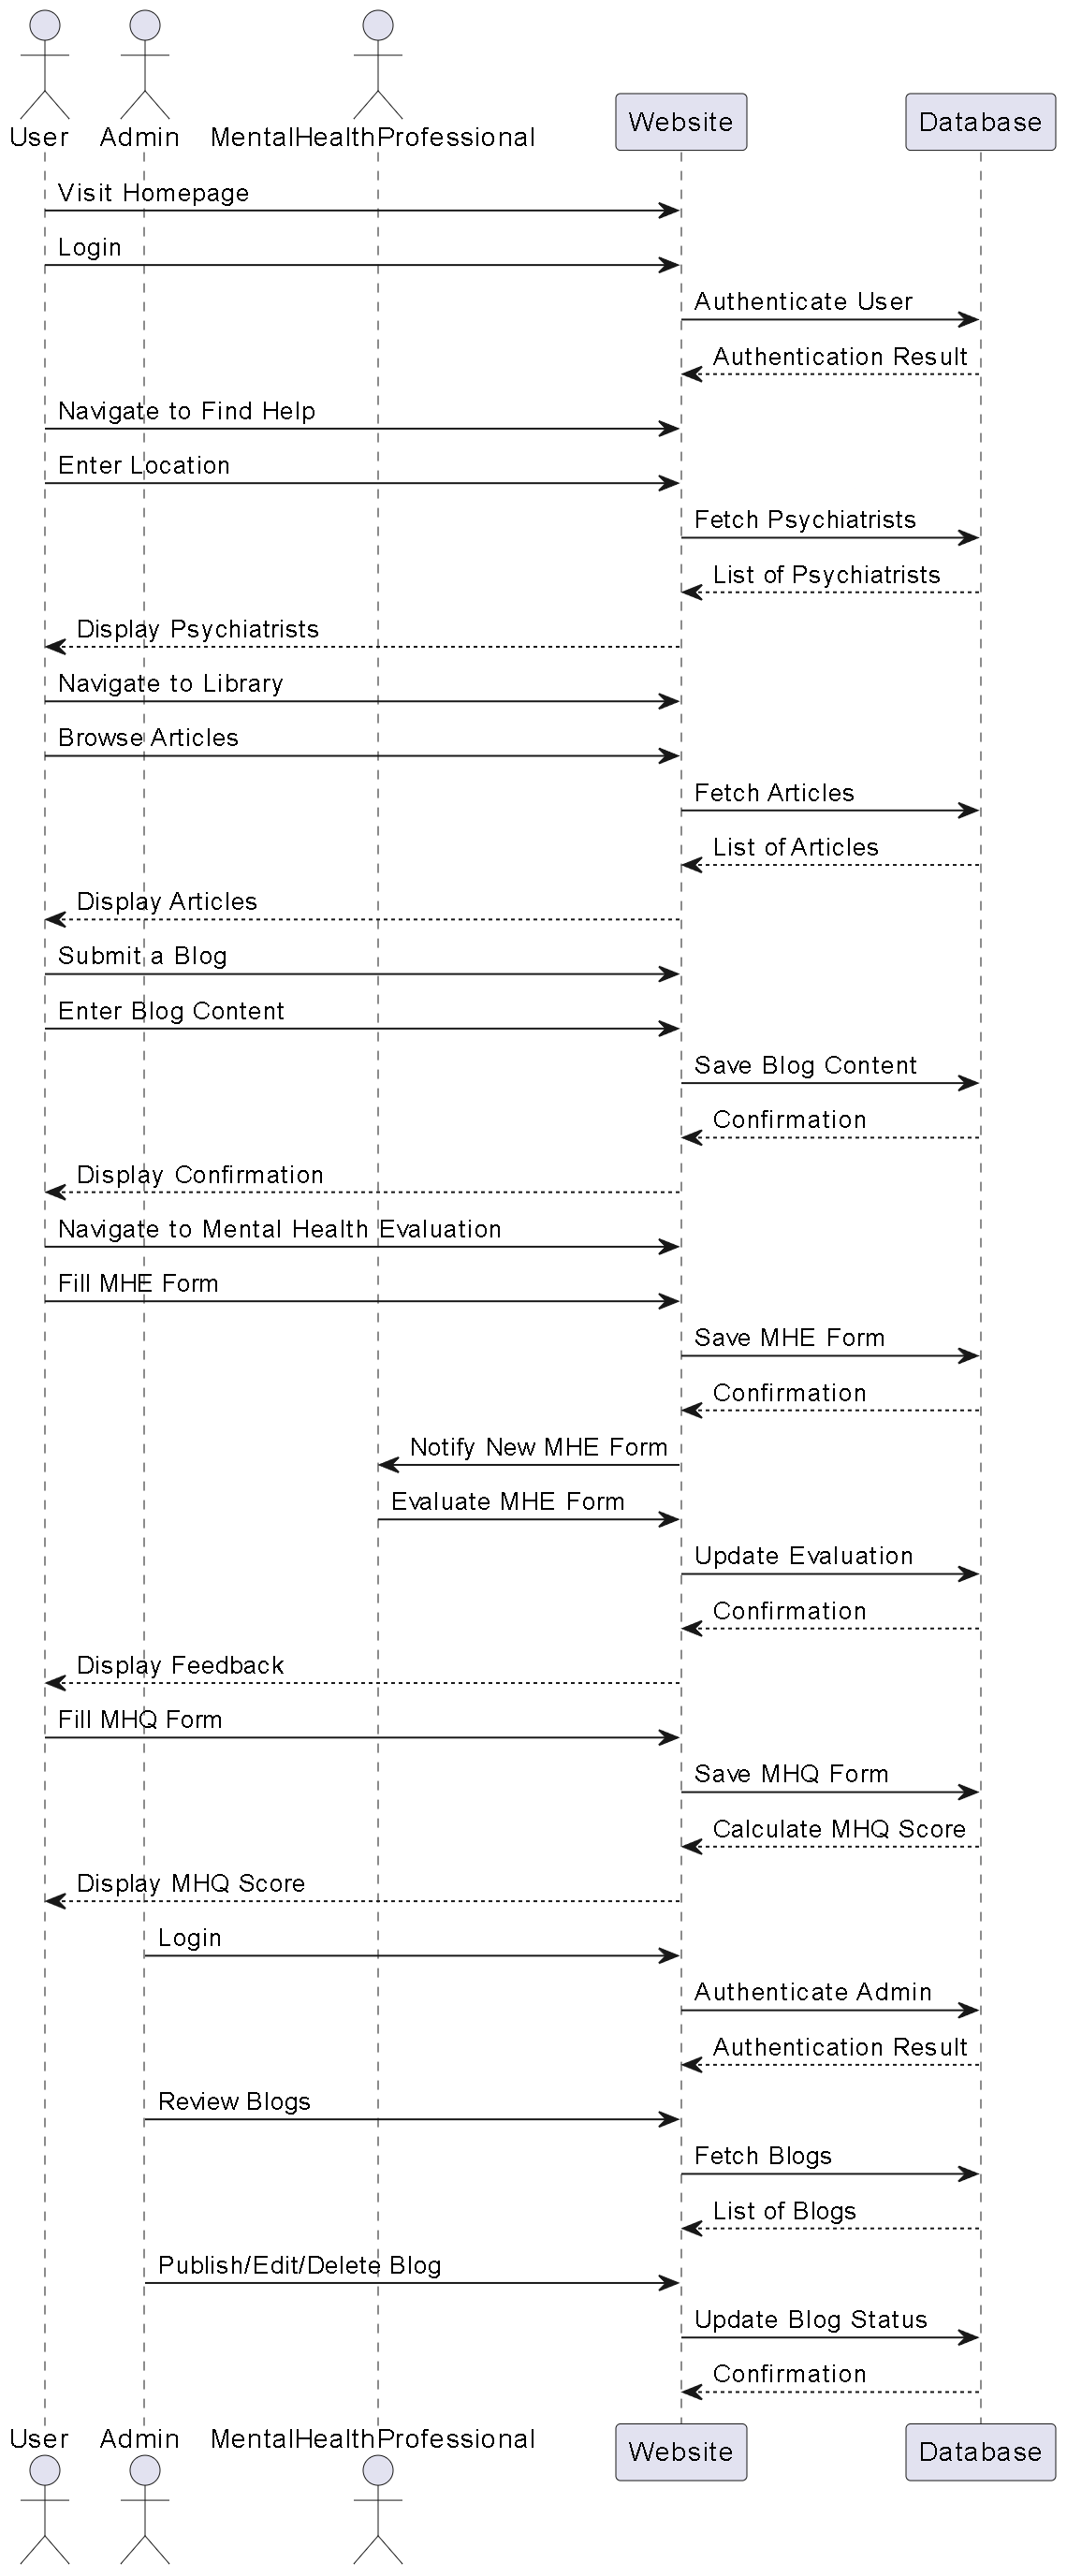 User
Admin
MentalHealthProfessional
Website
Database
Visit Homepage
Login
Authenticate User
Authentication Result
Navigate to Find Help
Enter Location
Fetch Psychiatrists
List of Psychiatrists
Display Psychiatrists
Navigate to Library
Browse Articles
Fetch Articles
List of Articles
Display Articles
Submit a Blog
Enter Blog Content
Save Blog Content
Confirmation
Display Confirmation
Navigate to Mental Health Evaluation
Fill MHE Form
Save MHE Form
Confirmation
Notify New MHE Form
Evaluate MHE Form
Update Evaluation
Confirmation
Display Feedback
Fill MHQ Form
Save MHQ Form
Calculate MHQ Score
Display MHQ Score
Login
Authenticate Admin
Authentication Result
Review Blogs
Fetch Blogs
List of Blogs
Publish/Edit/Delete Blog
Update Blog Status
Confirmation
User
Admin
MentalHealthProfessional
Website
Database